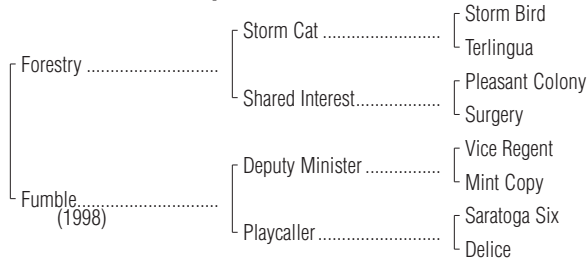 Storm Bird
Storm Cat ......................
Terlingua
Forestry .........................
Pleasant Colony
Shared Interest................
Surgery
Vice Regent
Deputy Minister ..............
Mint Copy
Fumble...........................
(1998)
Saratoga Six
Playcaller .......................
Delice